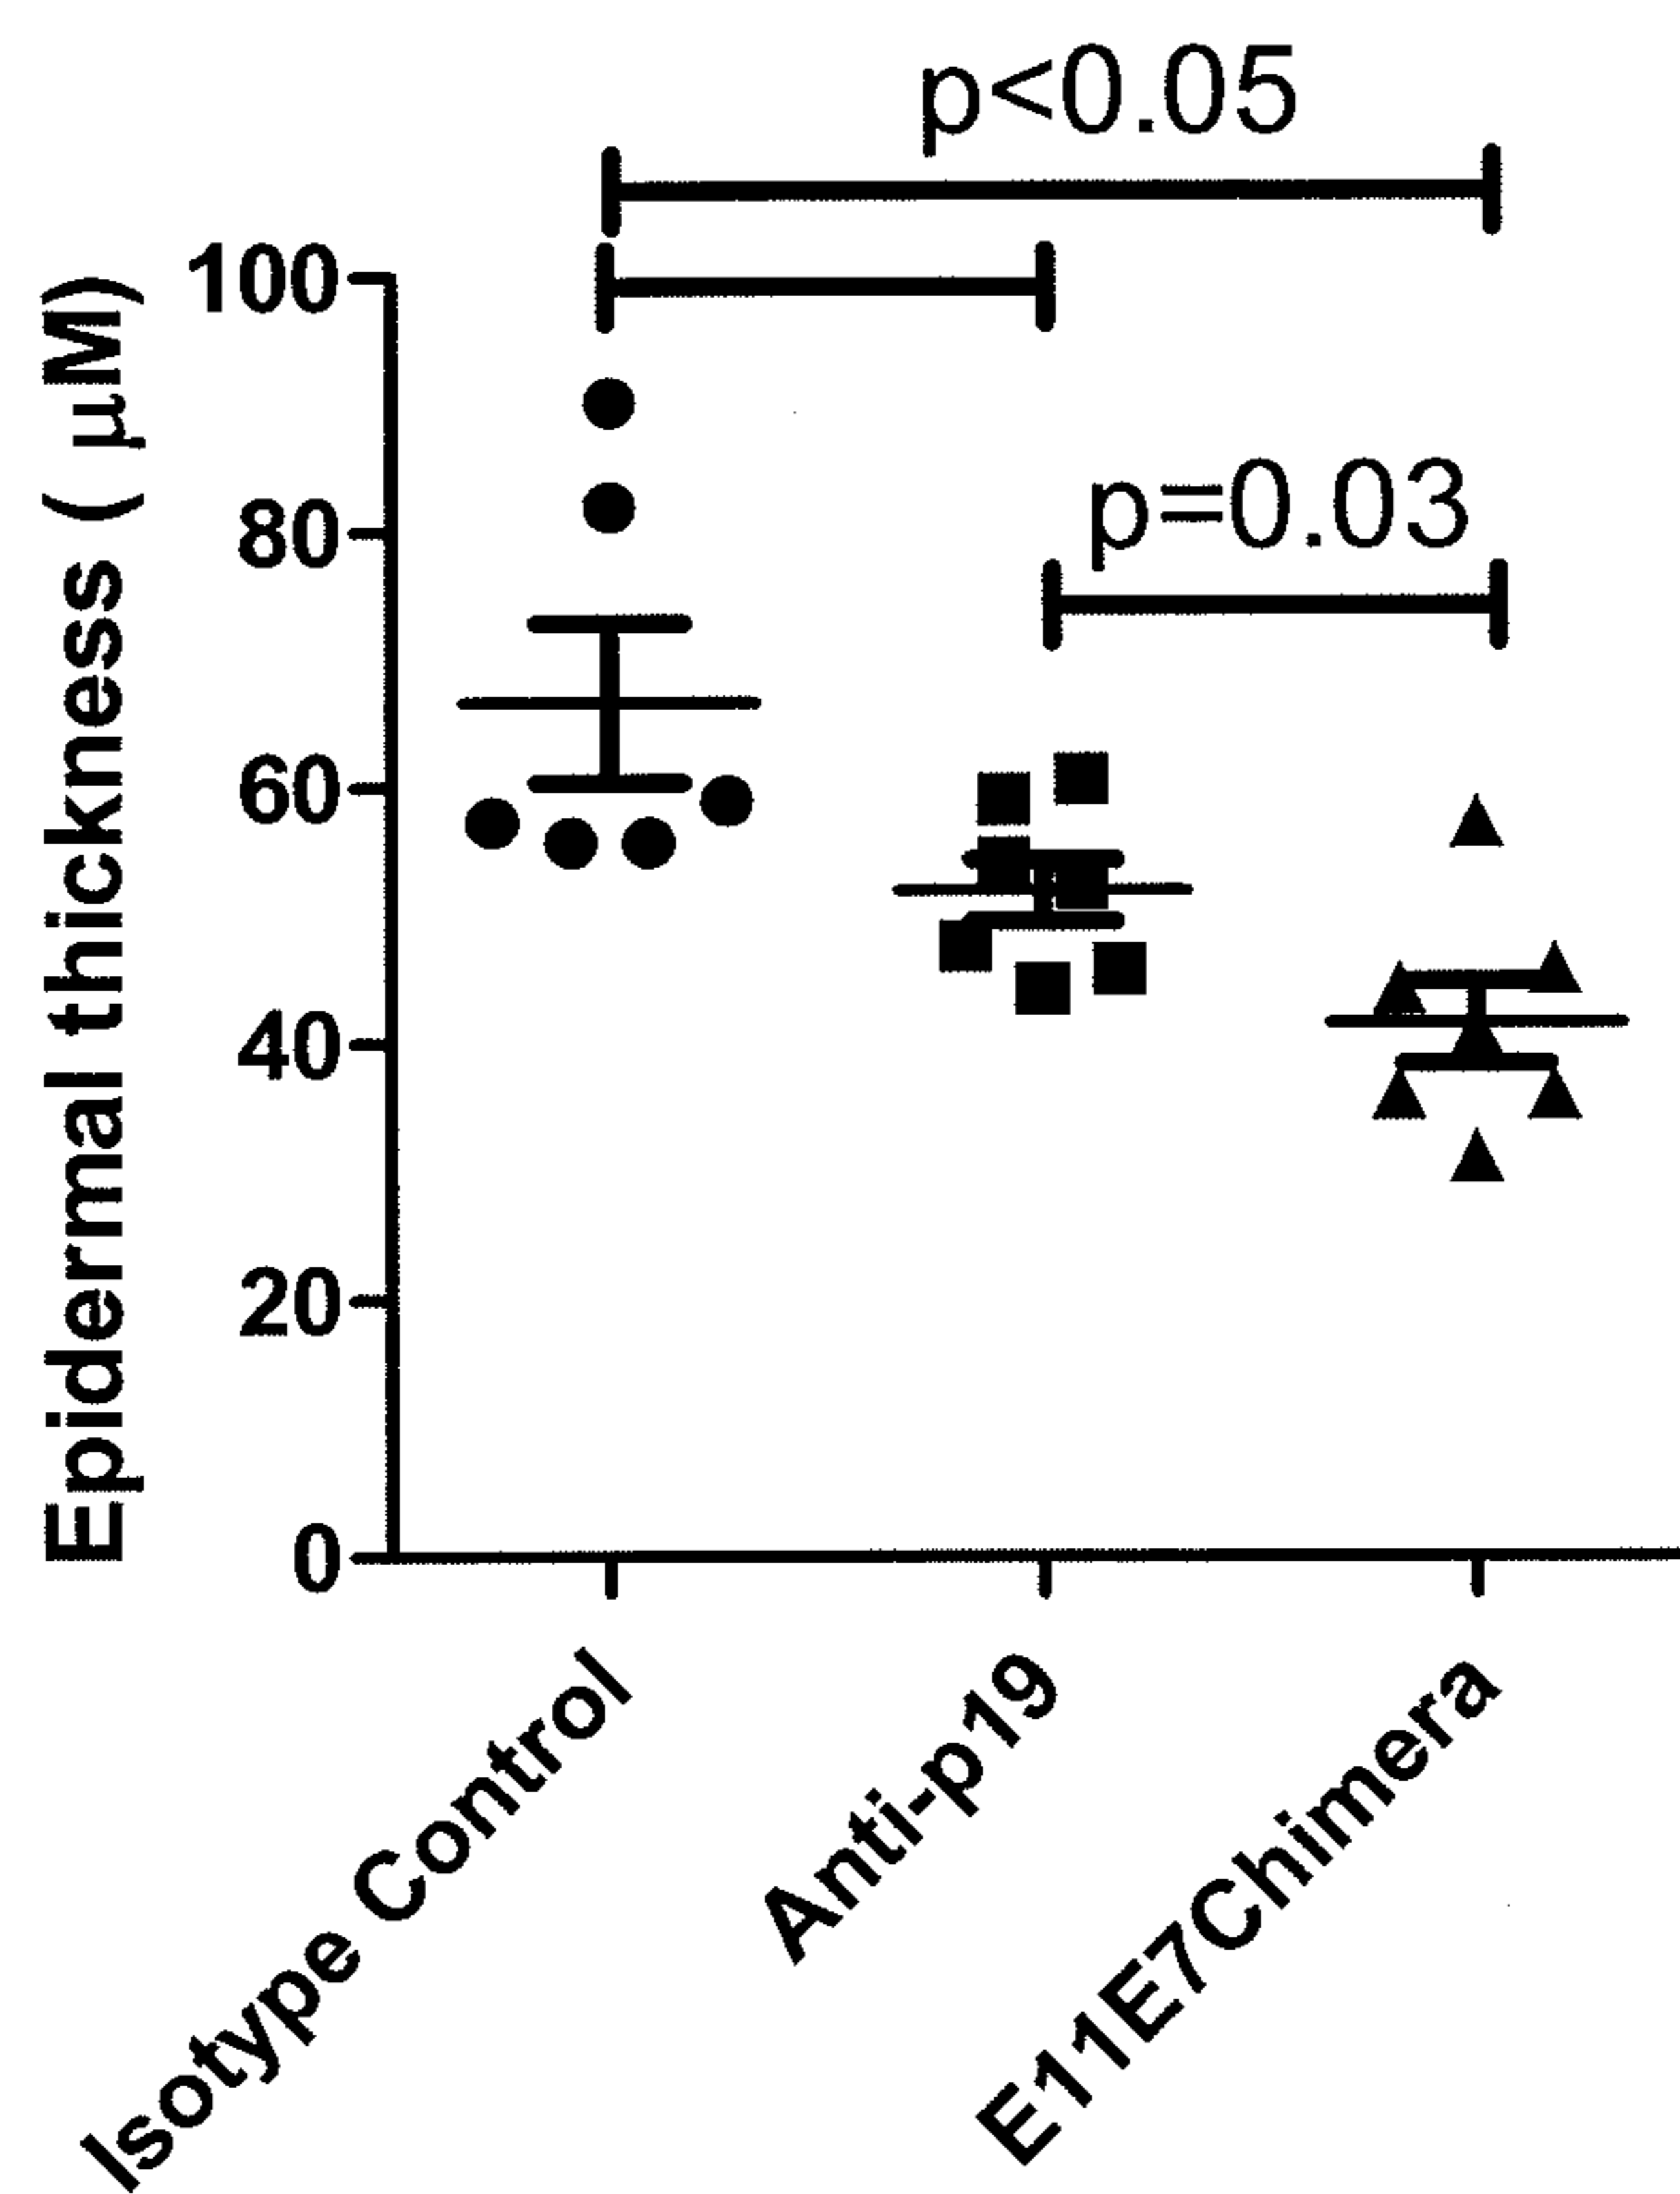 p<0.05
p=0.03
Epidermal thickness ( μM)
100
80
60
40
20
0
Isotype Control
Anti-p19
E11E7Chimera